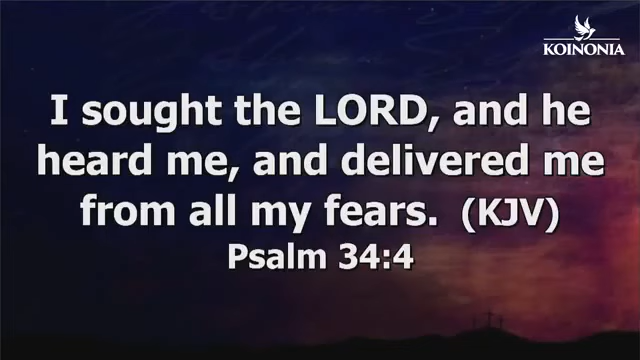 KOINONIA
I sought the LORD, and he
heard me, and delivered me
from all my fears. (KJV)
Psalm 34:4